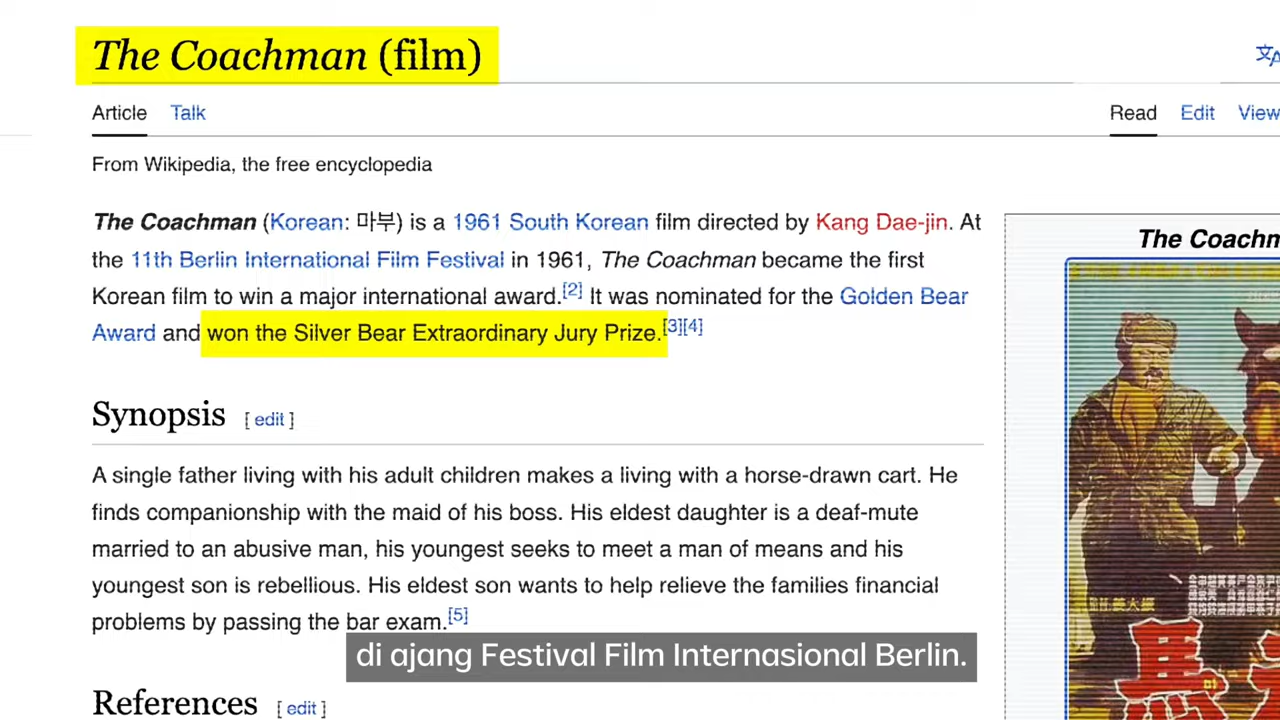 The Coachman (film)
文A
Article Talk
Read Edit View
From Wikipedia, the free encyclopedia
The Coachman (Korean: 마부) is a 1961 South Korean film directed by Kang Dae-jin. At
the 11th Berlin International Film Festival in 1961, The Coachman became the first
Korean film to win a major international award.[2] It was nominated for the Golden Bear
Award and won the Silver Bear Extraordinary Jury Prize.[3][4]
The Coachm
Synopsis [ edit ]
A single father living with his adult children makes a living with a horse-drawn cart. He
finds companionship with the maid of his boss. His eldest daughter is a deaf-mute
married to an abusive man, his youngest seeks to meet a man of means and his
youngest son is rebellious. His eldest son wants to help relieve the families financial
problems by passing the bar exam.[5]
di ajang Festival Film Internasional Berlin.
References [ edit ]
馬